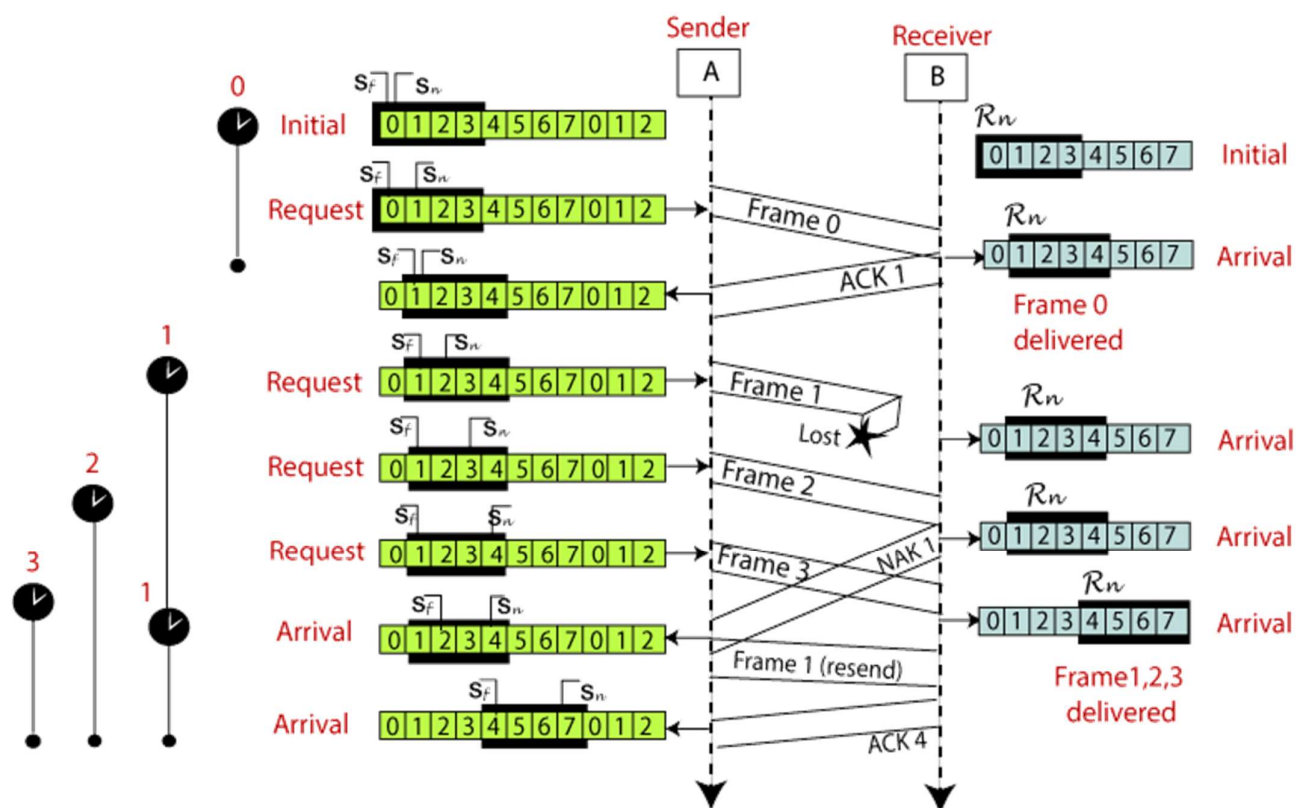 Sender
Receiver
A
B
0
Sf Sn
Initial
0 1 2 3 4 5 6 7 0 1 2
Rn
0 1 2 3 4 5 6 7
Initial
Sf Sn
Request
0 1 2 3 4 5 6 7 0 1 2
Frame 0
Rn
0 1 2 3 4 5 6 7
Arrival
Sf Sn
0 1 2 3 4 5 6 7 0 1 2
ACK 1
Frame 0
delivered
1
Sf Sn
Request
0 1 2 3 4 5 6 7 0 1 2
Frame 1
Lost
Rn
0 1 2 3 4 5 6 7
Arrival
2
Sf Sn
Request
0 1 2 3 4 5 6 7 0 1 2
Frame 2
Rn
0 1 2 3 4 5 6 7
Arrival
3
Sf Sn
Request
0 1 2 3 4 5 6 7 0 1 2
Frame 3
NAK 1
Rn
0 1 2 3 4 5 6 7
Arrival
1
Sf Sn
Arrival
0 1 2 3 4 5 6 7 0 1 2
Frame 1 (resend)
Frame1,2,3
delivered
Sf Sn
Arrival
0 1 2 3 4 5 6 7 0 1 2
ACK 4